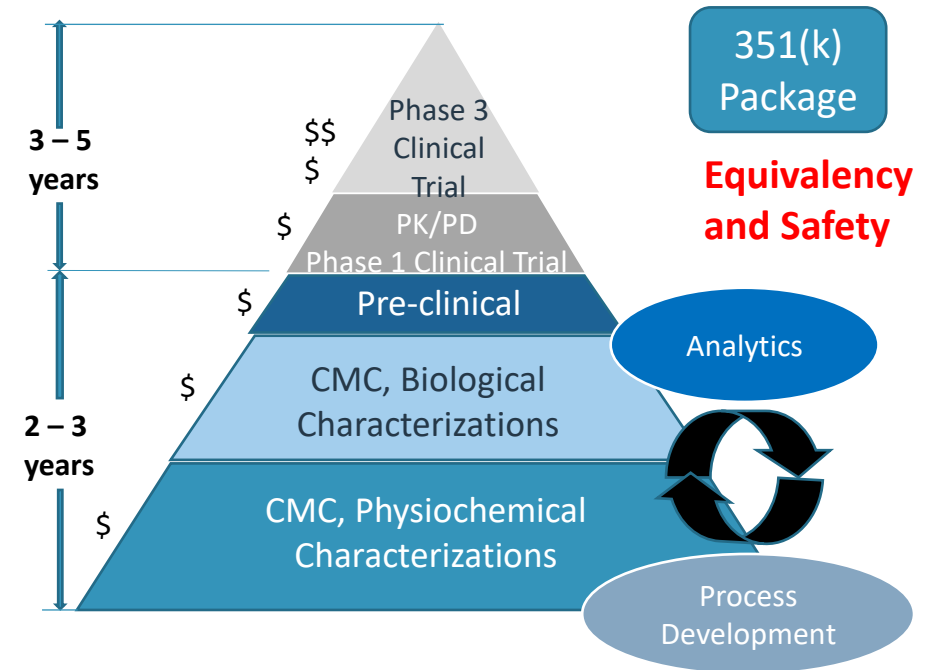 351(k)
Package
Equivalency
and Safety
3 – 5
years
$$
$
Phase 3
Clinical
Trial
$
PK/PD
Phase 1 Clinical Trial
$
Pre-clinical
Analytics
$
CMC, Biological
Characterizations
2 – 3
years
$
CMC, Physiochemical
Characterizations
Process
Development